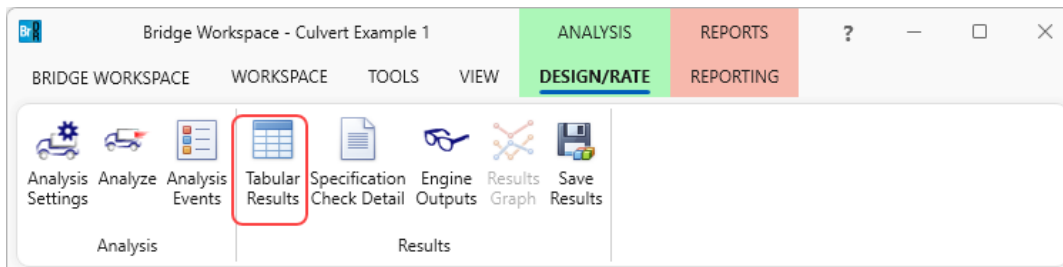 Br DR Bridge Workspace - Culvert Example 1 ANALYSIS REPORTS ?
BRIDGE WORKSPACE WORKSPACE TOOLS VIEW DESIGN/RATE REPORTING
Analysis Analyze Analysis Tabular Specification Engine Results Save
Settings Events Results Check Detail Outputs Graph Results
Analysis Results